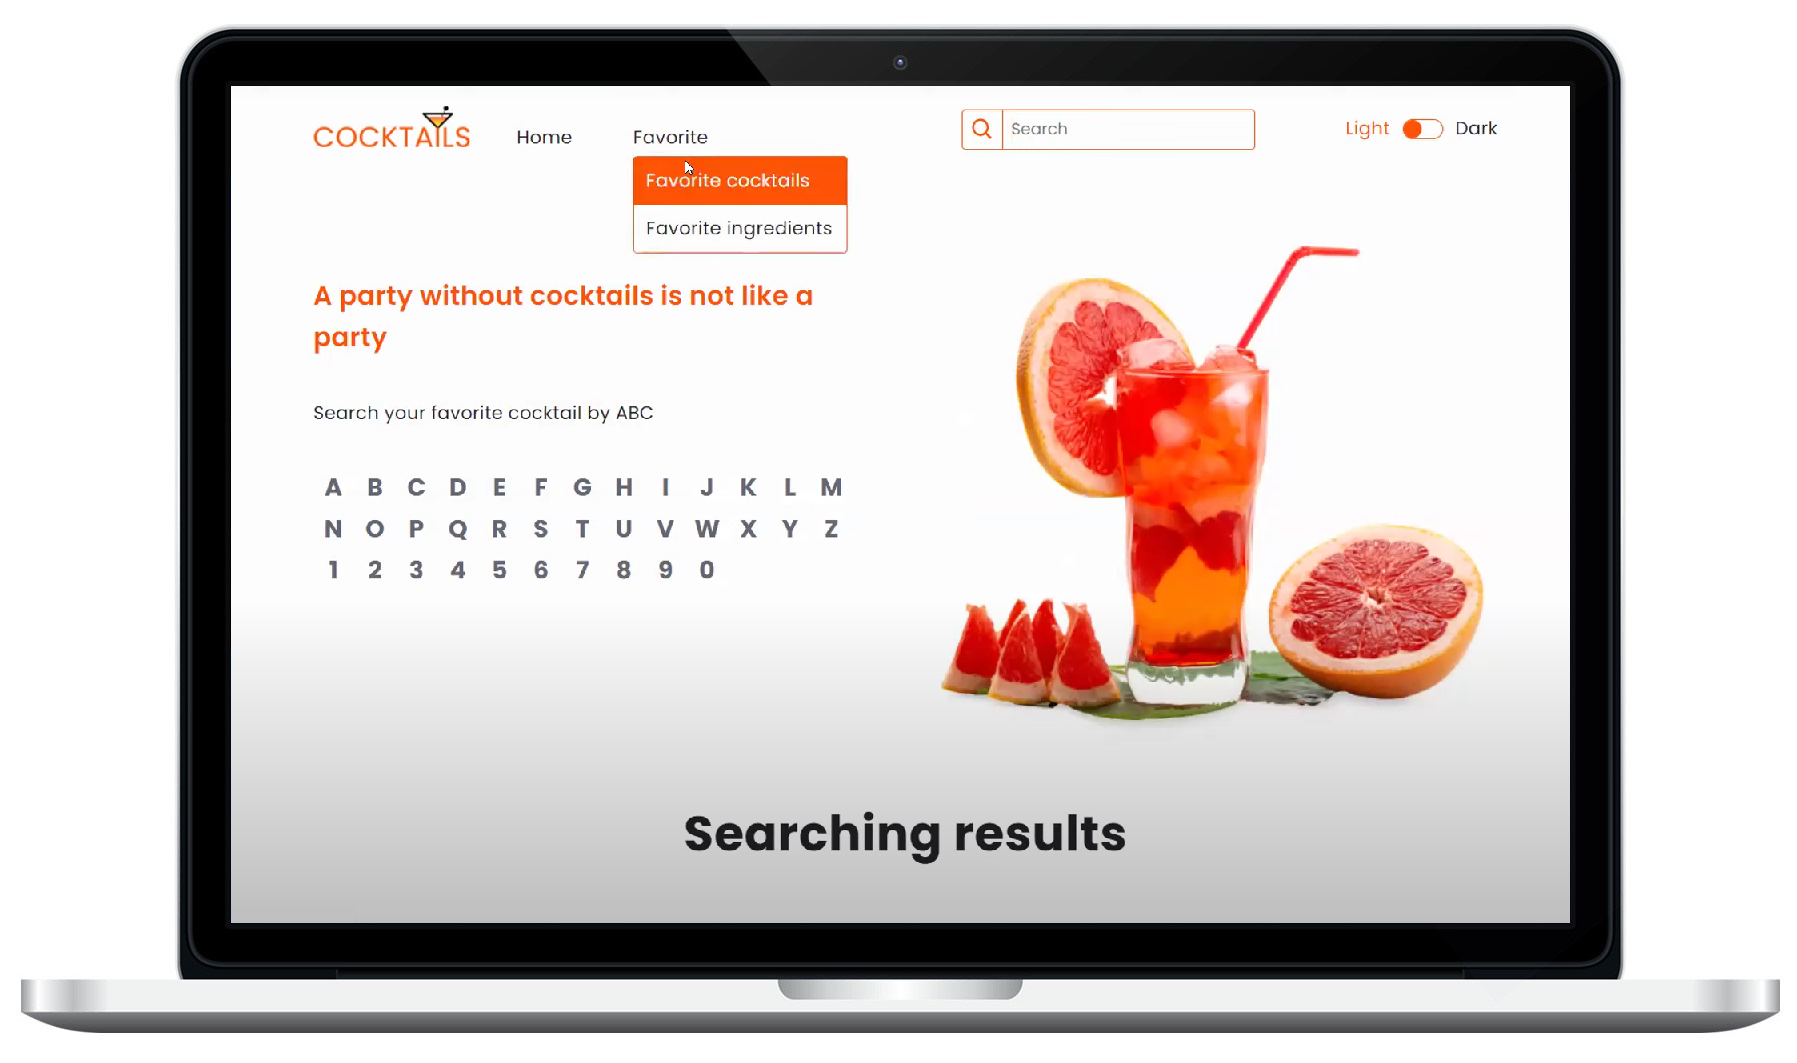 COCKTAILS
Home
Favorite
Search
Light
Dark
Favorite cocktails
Favorite ingredients
A party without cocktails is not like a
party
Search your favorite cocktail by ABC
A B C D E F G H I J K L M
N O P Q R S T U V W X Y Z
1 2 3 4 5 6 7 8 9 0
Searching results